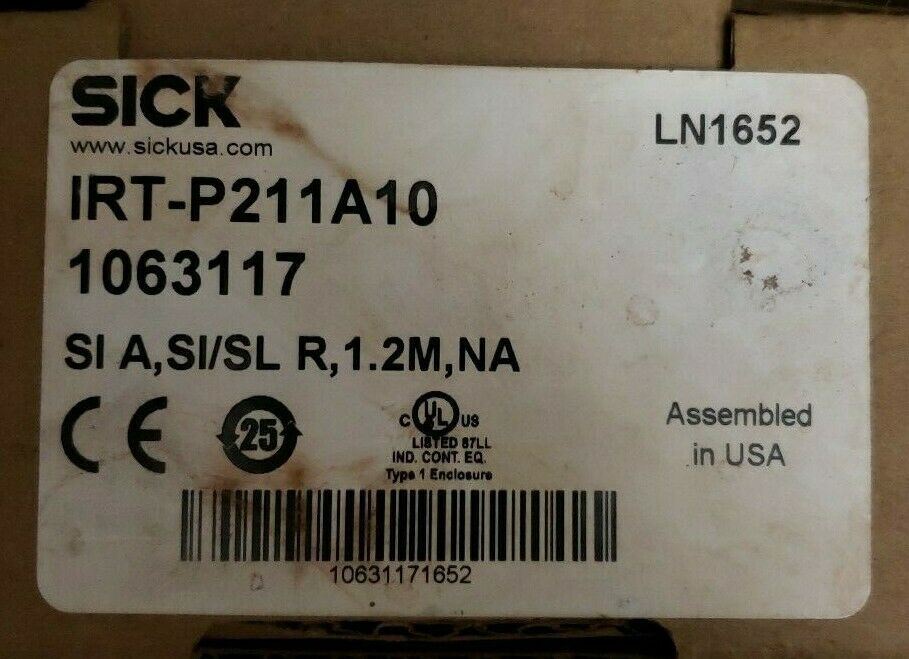 SICK
www.sickusa.com
LN1652
IRT-P211A10
1063117
SI A,SI/SL R,1.2M,NA
CE
25
C UL US
LISTED 67LL
IND. CONT. EQ.
Type 1 Enclosure
Assembled
in USA
10631171652